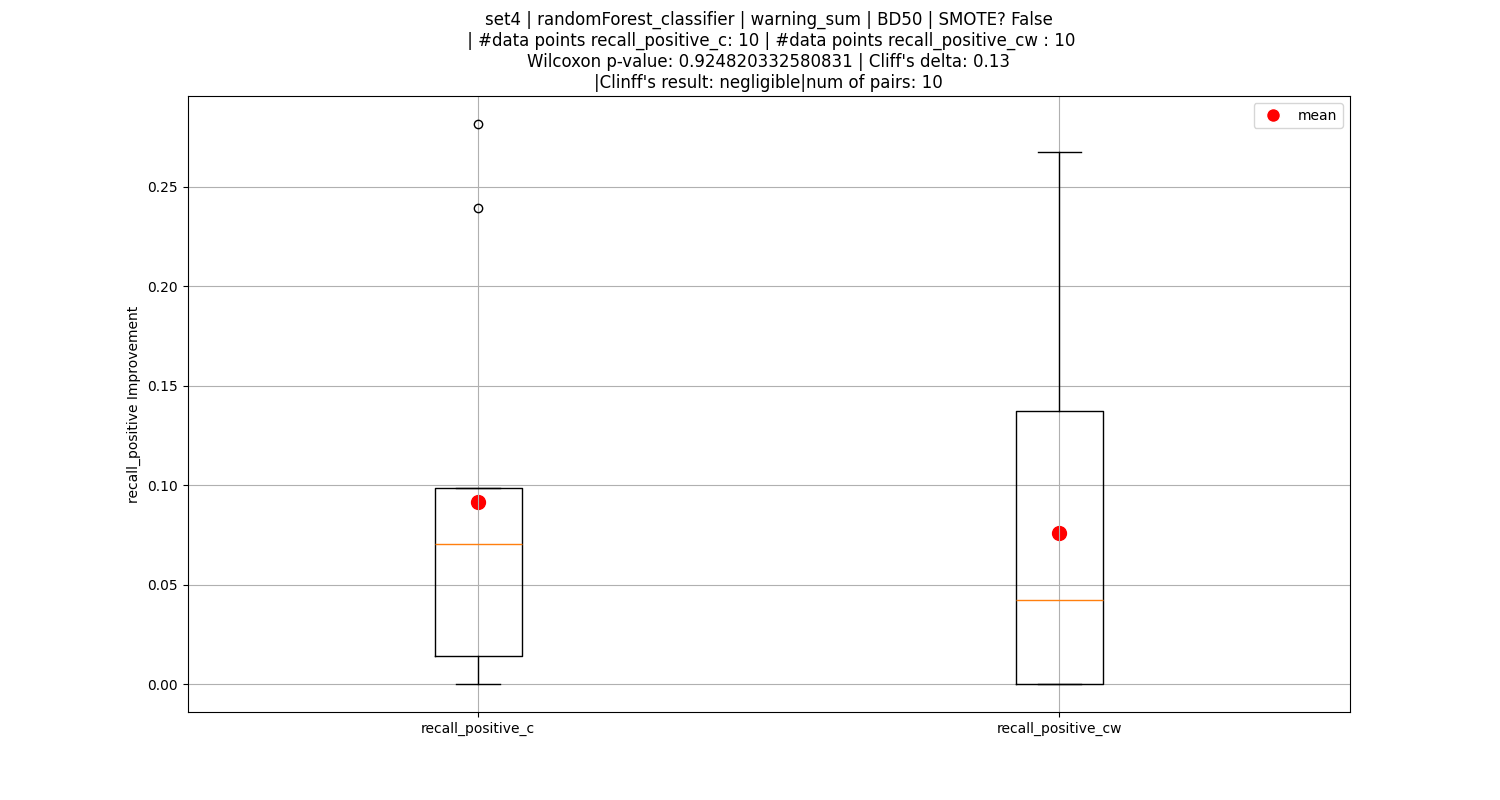 set4 | randomForest_classifier | warning_sum | BD50 | SMOTE? False
| #data points recall_positive_c: 10 | #data points recall_positive_cw : 10
Wilcoxon p-value: 0.924820332580831 | Cliff's delta: 0.13
|Clinff's result: negligible|num of pairs: 10
mean
recall_positive Improvement
0.25
0.20
0.15
0.10
0.05
0.00
recall_positive_c
recall_positive_cw